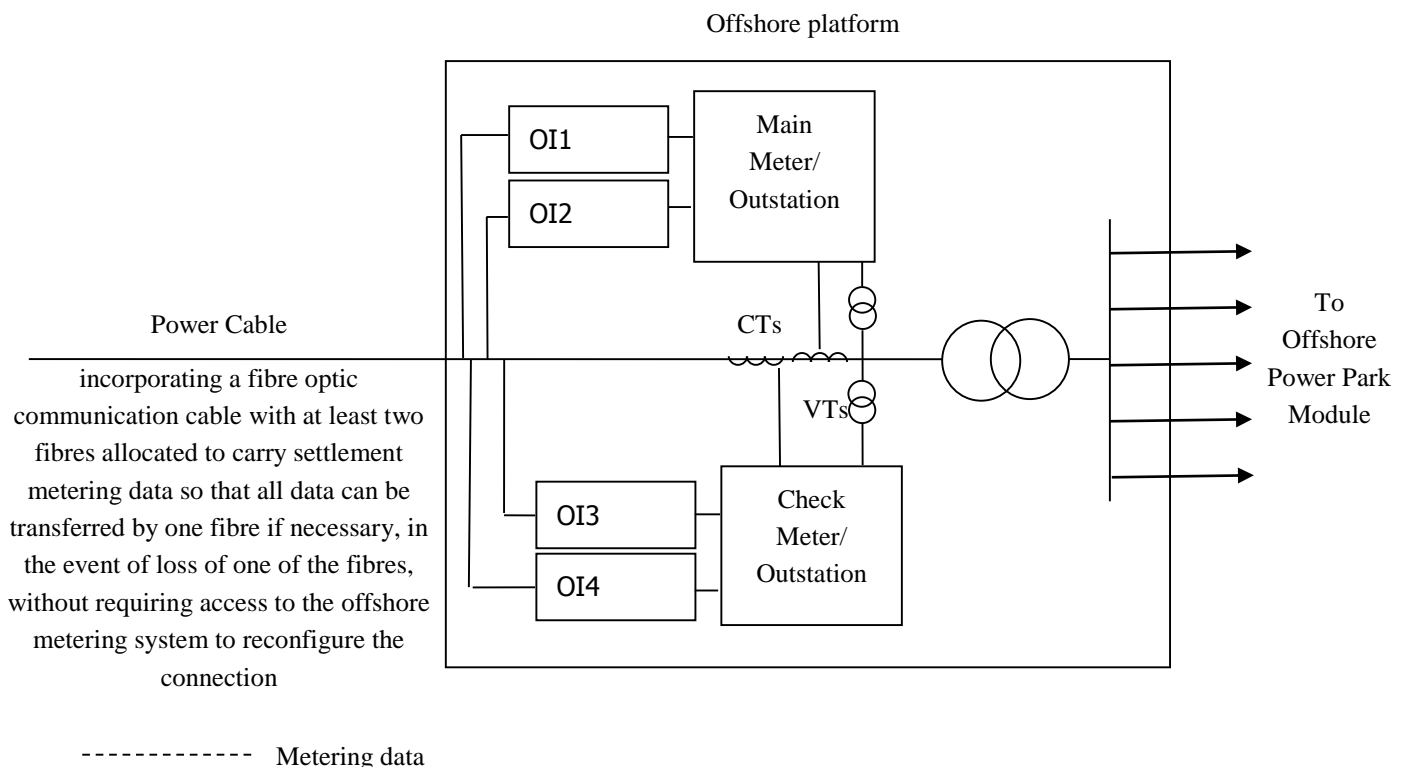 Offshore platform
OI1
OI2
Main
Meter/
Outstation
Power Cable
incorporating a fibre optic
communication cable with at least two
fibres allocated to carry settlement
metering data so that all data can be
transferred by one fibre if necessary, in
the event of loss of one of the fibres,
without requiring access to the offshore
metering system to reconfigure the
connection
CTs
VTs
OI3
OI4
Check
Meter/
Outstation
To
Offshore
Power Park
Module
Metering data